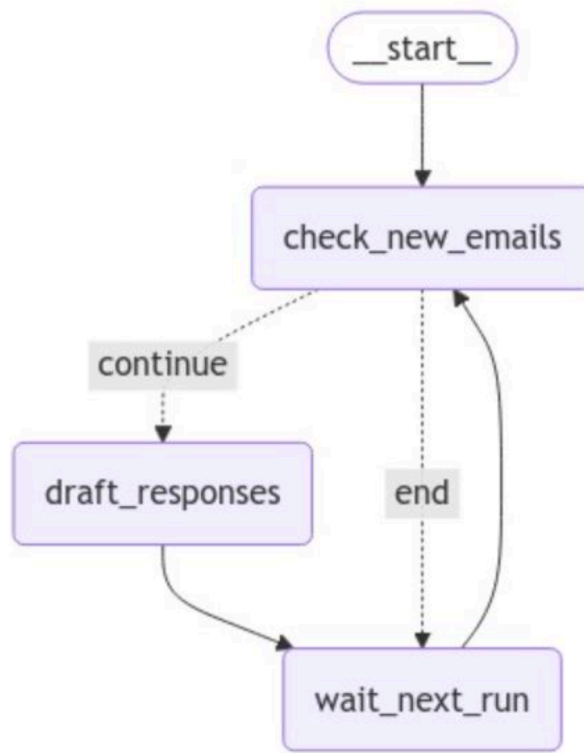 __start__
check_new_emails
continue
draft_responses
end
wait_next_run